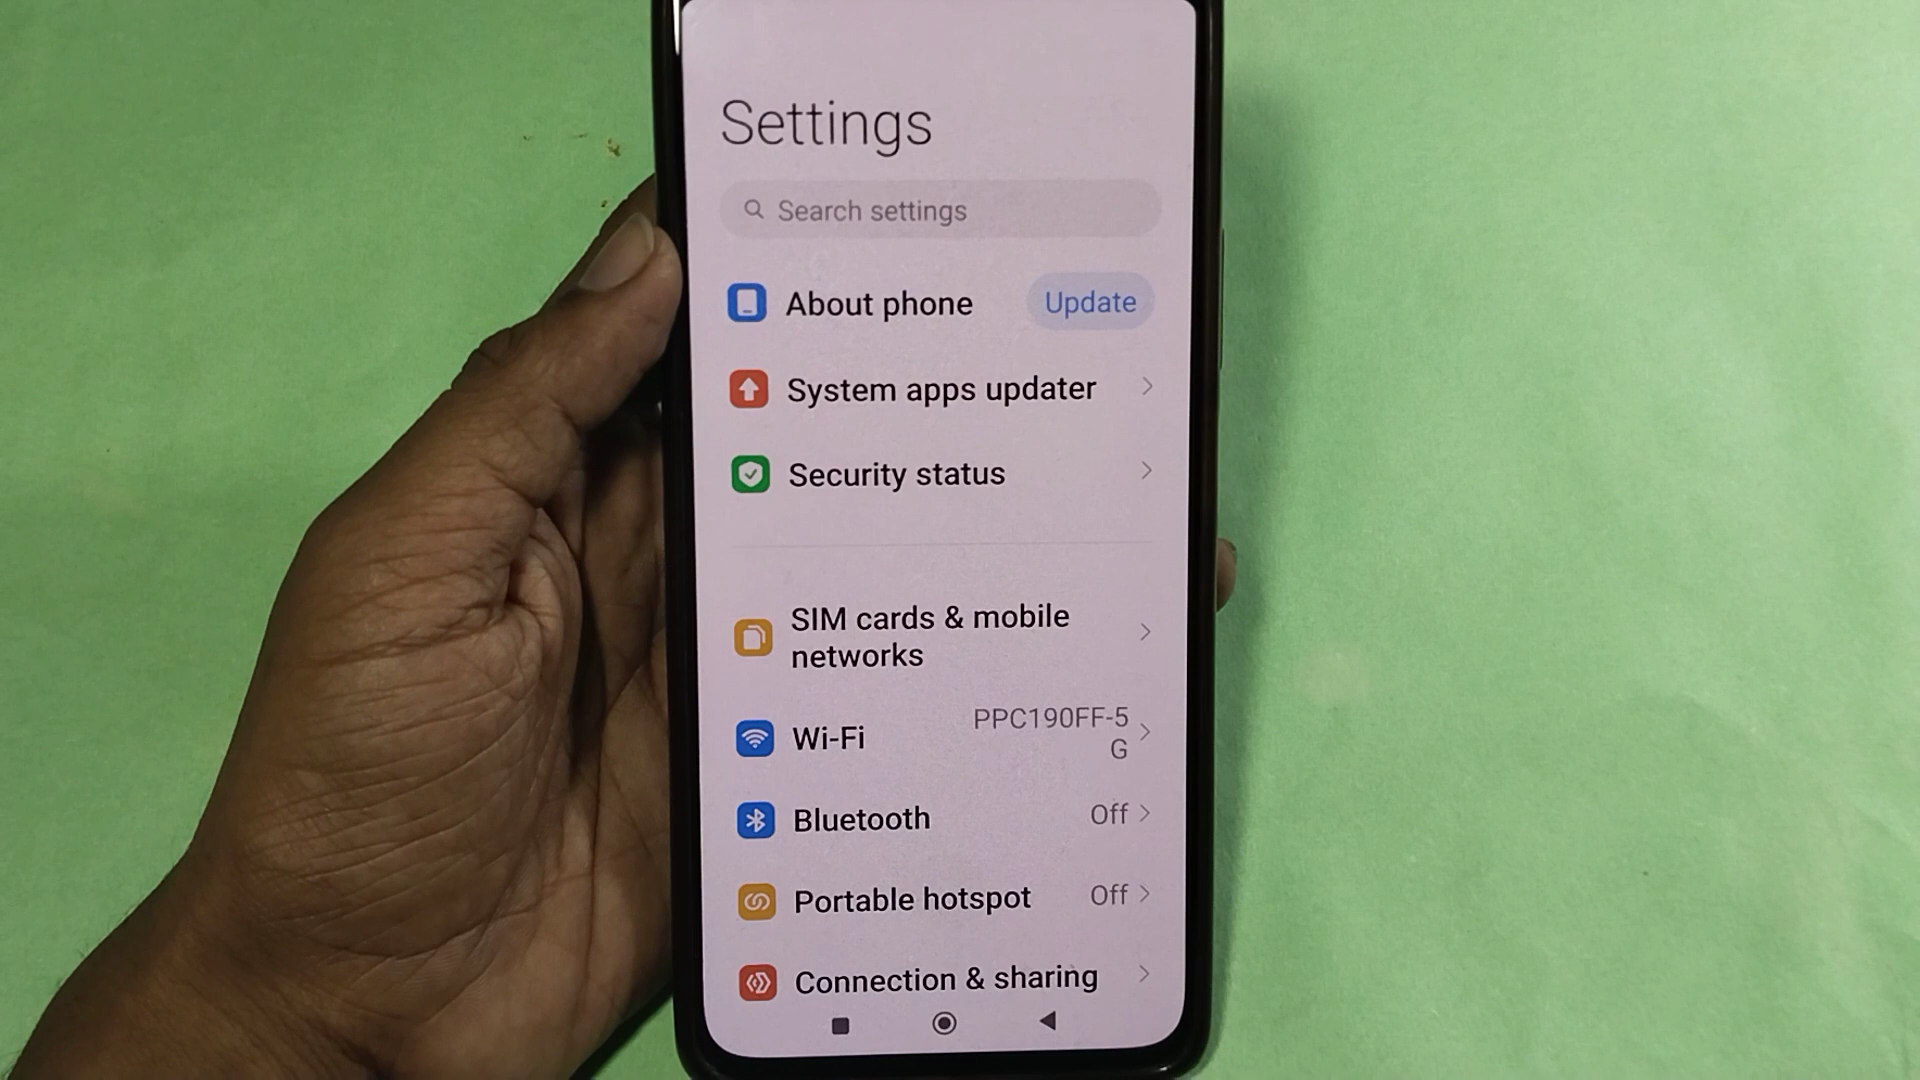 Settings
Search settings
About phone
Update
System apps updater
Security status
SIM cards & mobile
networks
Wi-Fi
PPC190FF-5
G
Bluetooth
Off
Portable hotspot
Off
Connection & sharing